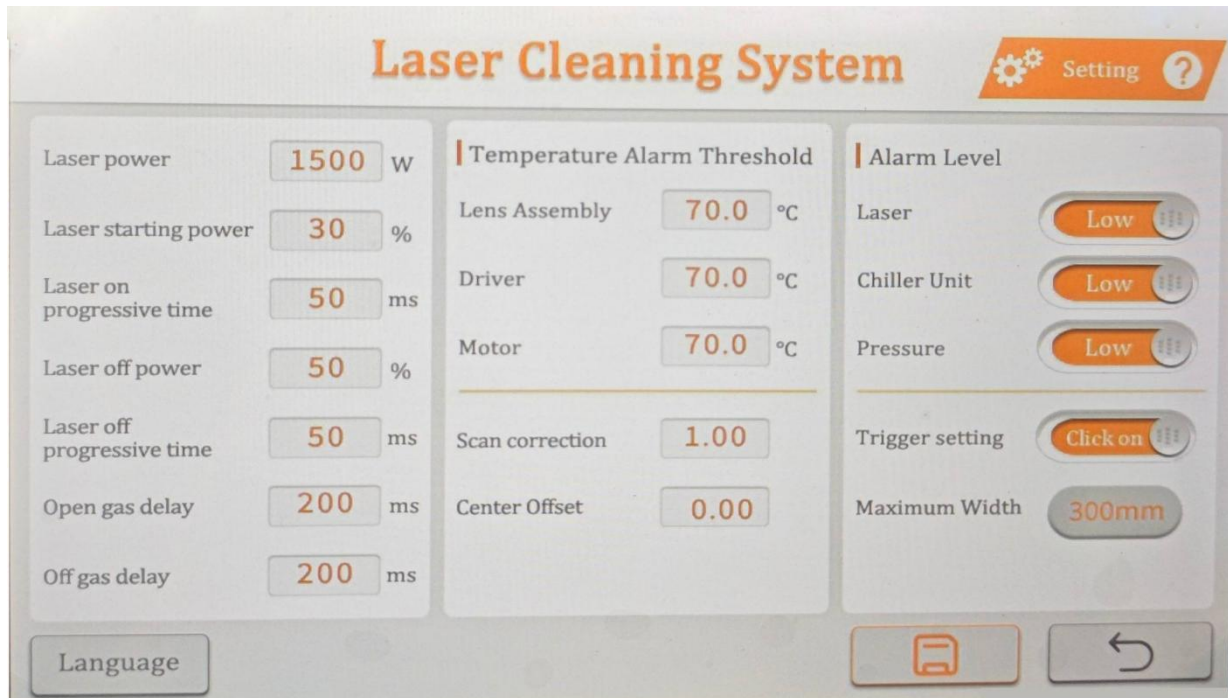 Laser Cleaning System
Setting ?
Laser power 1500 W
Laser starting power 30 %
Laser on
progressive time 50 ms
Laser off power 50 %
Laser off
progressive time 50 ms
Open gas delay 200 ms
Off gas delay 200 ms
Temperature Alarm Threshold
Lens Assembly 70.0 °C
Driver 70.0 °C
Motor 70.0 °C
Scan correction 1.00
Center Offset 0.00
Alarm Level
Laser Low
Chiller Unit Low
Pressure Low
Trigger setting Click on
Maximum Width 300mm
Language